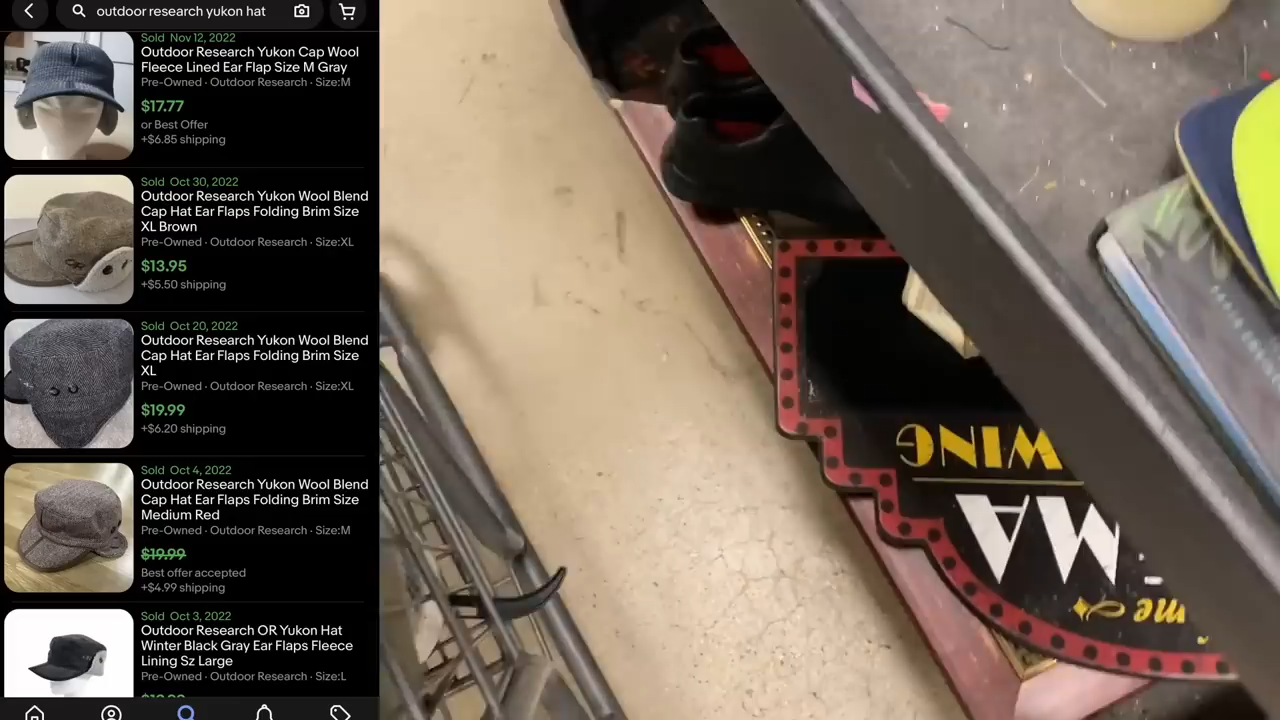 outdoor research yukon hat
Sold Nov 12, 2022
Outdoor Research Yukon Cap Wool
Fleece Lined Ear Flap Size M Gray
Pre-Owned · Outdoor Research · Size:M
$17.77
or Best Offer
+$6.85 shipping
Sold Oct 30, 2022
Outdoor Research Yukon Wool Blend
Cap Hat Ear Flaps Folding Brim Size
XL Brown
Pre-Owned · Outdoor Research · Size:XL
$13.95
+$5.50 shipping
Sold Oct 20, 2022
Outdoor Research Yukon Wool Blend
Cap Hat Ear Flaps Folding Brim Size
XL
Pre-Owned · Outdoor Research · Size:XL
$19.99
+$6.20 shipping
Sold Oct 4, 2022
Outdoor Research Yukon Wool Blend
Cap Hat Ear Flaps Folding Brim Size
Medium Red
Pre-Owned · Outdoor Research · Size:M
$19.99
Best offer accepted
+$4.99 shipping
Sold Oct 3, 2022
Outdoor Research OR Yukon Hat
Winter Black Gray Ear Flaps Fleece
Lining Sz Large
Pre-Owned · Outdoor Research · Size:L
me
MA
WING